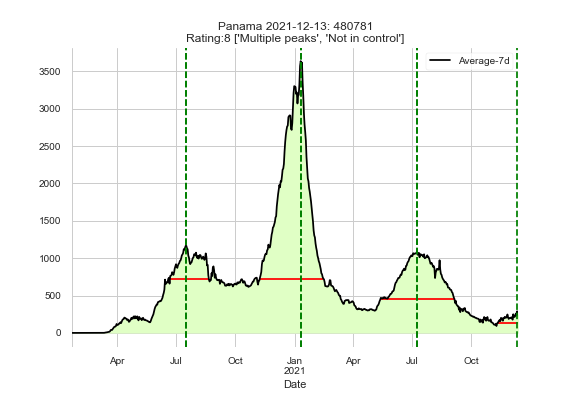 Panama 2021-12-13: 480781
Rating:8 ['Multiple peaks', 'Not in control']
Average-7d
3500
3000
2500
2000
1500
1000
500
0
Apr Jul Oct Jan Apr Jul Oct
2021
Date